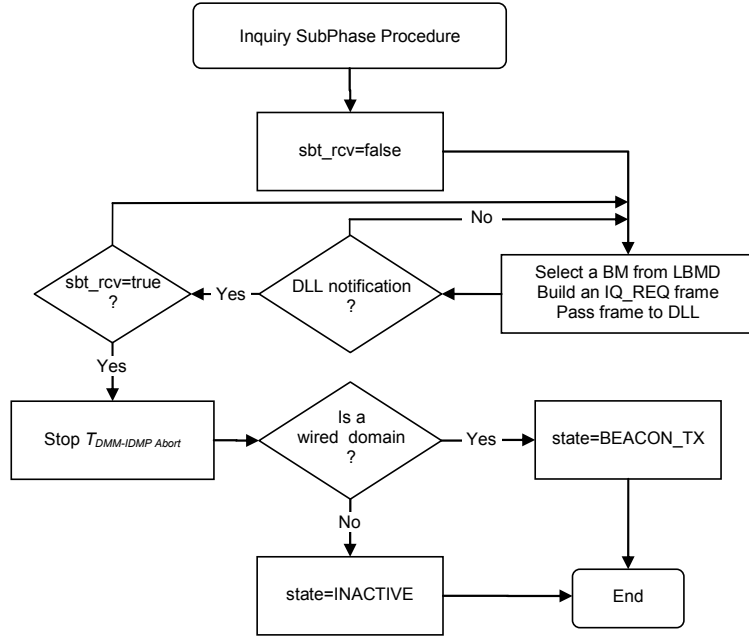 Inquiry SubPhase Procedure
sbt_rcv=false
No
sbt_rcv=true
?
Yes
DLL notification
?
Select a BM from LBMD
Build an IQ_REQ frame
Pass frame to DLL
Yes
Stop T_DMM-IDMP Abort
Is a
wired domain
?
Yes
state=BEACON_TX
No
state=INACTIVE
End